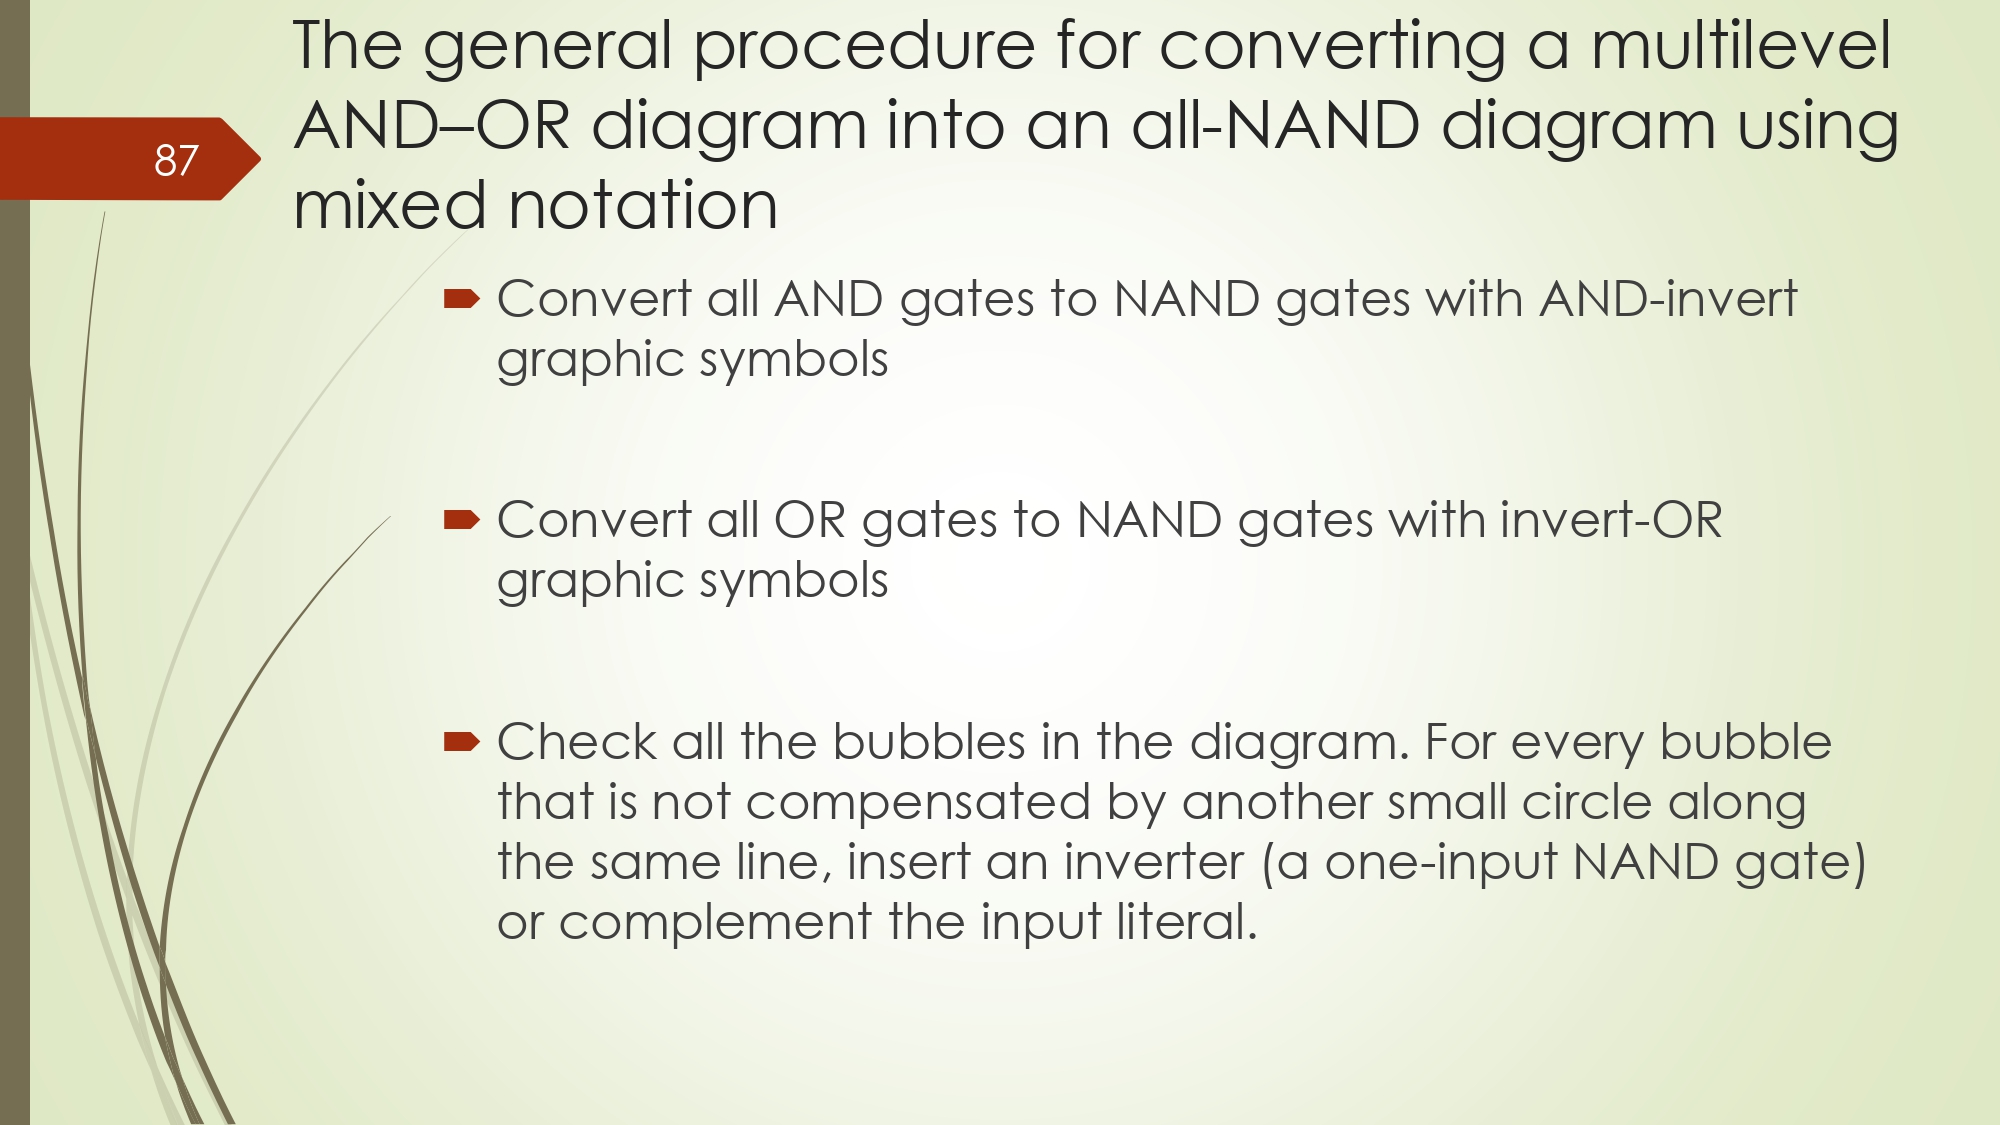 The general procedure for converting a multilevel
AND–OR diagram into an all-NAND diagram using
mixed notation
87
Convert all AND gates to NAND gates with AND-invert
graphic symbols
Convert all OR gates to NAND gates with invert-OR
graphic symbols
Check all the bubbles in the diagram. For every bubble
that is not compensated by another small circle along
the same line, insert an inverter (a one-input NAND gate)
or complement the input literal.